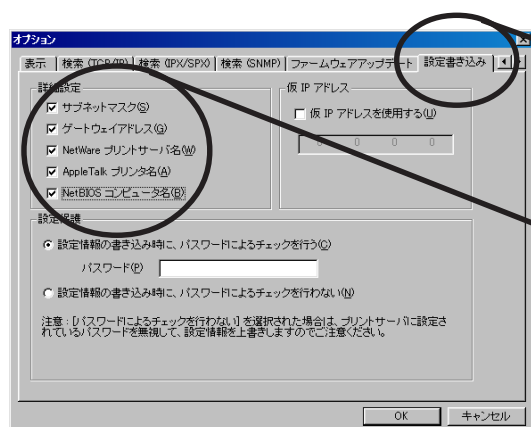 オプション
表示 検索 (TCP/IP) 検索 (IPX/SPX) 検索 (SNMP) ファームウェアアップデート 設定書き込み
詳細設定
サブネットマスク(S)
ゲートウェイアドレス(G)
NetWare プリントサーバ名(W)
AppleTalk プリンタ名(A)
NetBIOS コンピュータ名(B)
仮 IP アドレス
仮 IP アドレスを使用する(U)
0 0 0 0
設定保護
設定情報の書き込み時に、パスワードによるチェックを行う(C)
パスワード(P)
設定情報の書き込み時に、パスワードによるチェックを行わない(N)
注意 : [パスワードによるチェックを行わない] を選択された場合は、プリントサーバに設定さ
れているパスワードを無視して、設定情報を上書きしますのでご注意ください。
OK キャンセル